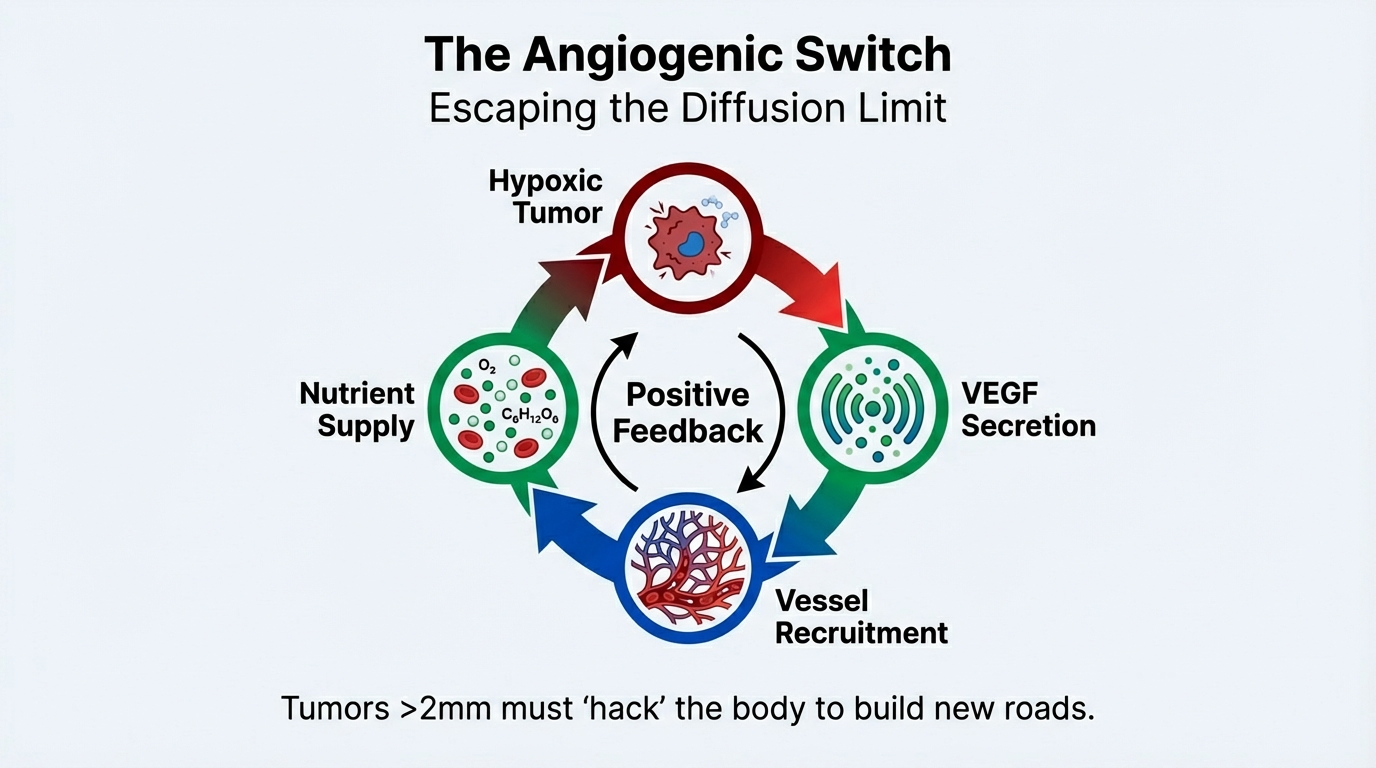 The Angiogenic Switch
Escaping the Diffusion Limit
Hypoxic
Tumor
Nutrient
Supply
O₂
C₆H₁₂O₆
Positive
Feedback
VEGF
Secretion
Vessel
Recruitment
Tumors >2mm must ‘hack’ the body to build new roads.